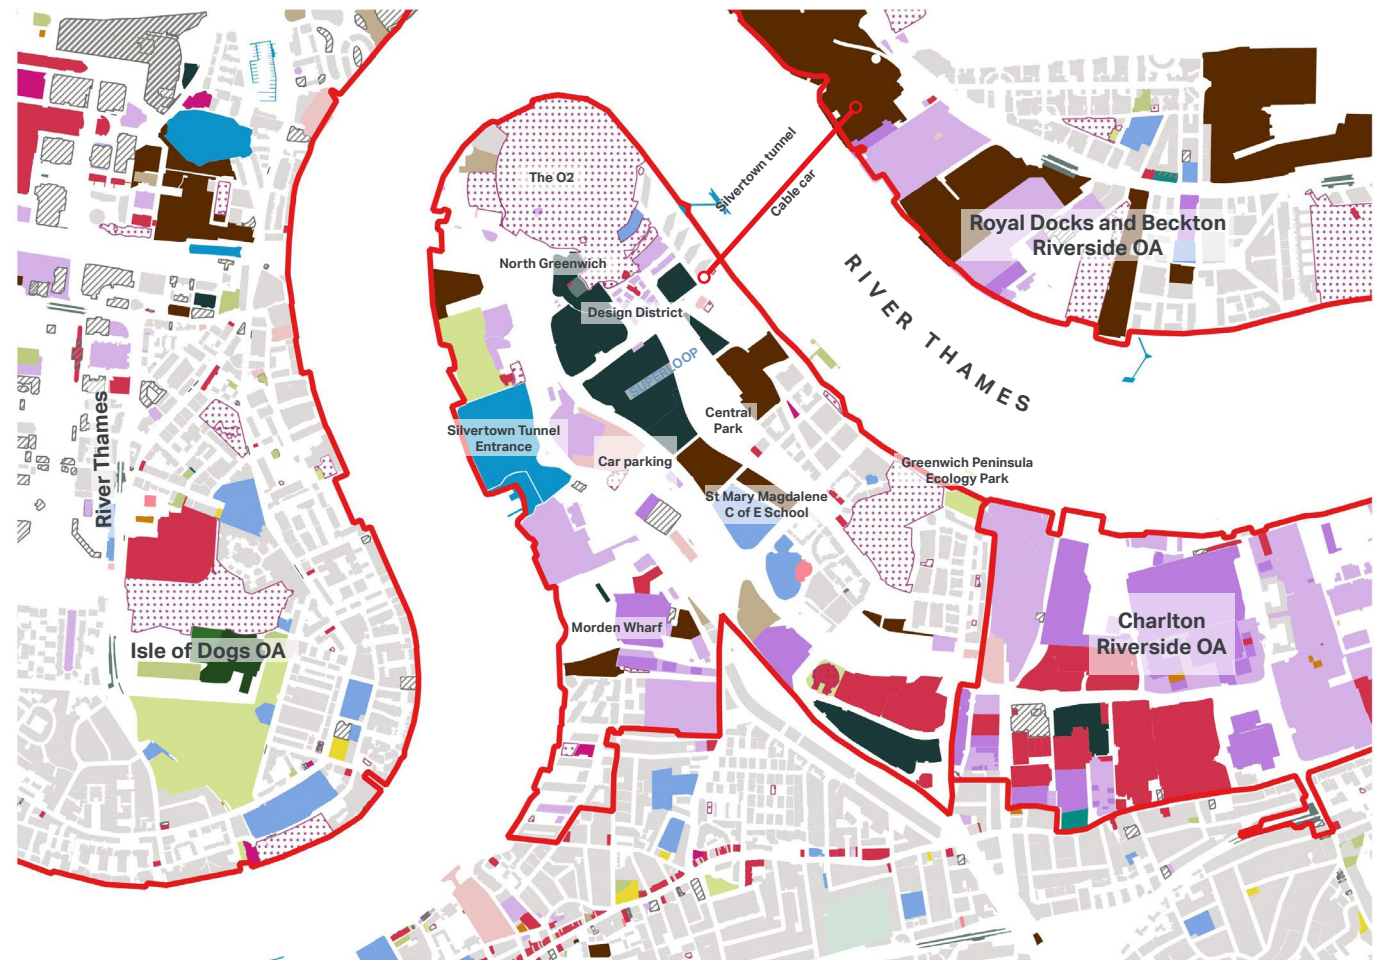 The O2
Silvertown tunnel
Cable car
Royal Docks and Beckton
Riverside OA
North Greenwich
RIVER THAMES
Design District
SUPERLOOP
Central
Park
Silvertown Tunnel
Entrance
Car parking
Greenwich Peninsula
Ecology Park
River Thames
St Mary Magdalene
C of E School
Morden Wharf
Charlton
Riverside OA
Isle of Dogs OA